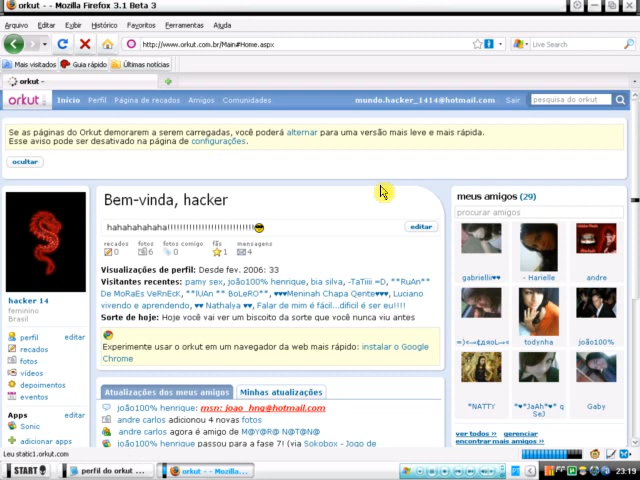 orkut - - Mozilla Firefox 3.1 Beta 3
Arquivo Editar Exibir Histórico Favoritos Ferramentas Ajuda
http://www.orkut.com.br/Main#Home.aspx
Live Search
Mais visitados Guia rápido Últimas notícias
orkut -
orkut Início Perfil Página de recados Amigos Comunidades mundo.hacker_1414@hotmail.com Sair pesquisa do orkut
Se as páginas do Orkut demorarem a serem carregadas, você poderá alternar para uma versão mais leve e mais rápida.
Esse aviso pode ser desativado na página de configurações.
ocultar
Bem-vinda, hacker
hahahahahaha!!!!!!!!!!!!!!!!!!!!!!!!!!!!
editar
recados fotos fotos comigo fãs mensagens
0 6 0 1 4
Visualizações de perfil: Desde fev. 2006: 33
Visitantes recentes: pamy sex, joão100% henrique, bia silva, -TaTiiii =D, **RuAn**
De MoRaEs VeRnEcK, **lUAn ** BoLeRO**, ♥♥♥Meninah Chapa Qente♥♥♥, Luciano
vivendo e aprendendo, ♥♥ Nathalya ♥♥, Falar de mim é fácil...difícil é ser eu!!!!
Sorte de hoje: Hoje você vai ver um biscoito da sorte que você nunca viu antes
Experimente usar o orkut em um navegador da web mais rápido: instalar o Google
Chrome
Atualizações dos meus amigos Minhas atualizações
joão100% henrique: msn: joao_hng@hotmail.com
andre carlos adicionou 4 novas fotos
andre carlos agora é amigo de M@Y@R@ N@T@N@
joão100% henrique passou para a fase 7! (via Sokobox - Jogo de
hacker 14
feminino
Brasil
perfil editar
recados
fotos
vídeos
depoimentos
eventos
Apps editar
Sonic
adicionar apps
meus amigos (29)
procurar amigos
gabrielli♥♥
- Harielle
andre
todynha
joão100%
*NATTY
*♥*JaAh*♥* q
SeJ
Gaby
ver todos ›› gerenciar
encontrar mais amigos ››
Leu static1.orkut.com
START perfil do orkut ... orkut - - Mozilla... PT 23:19